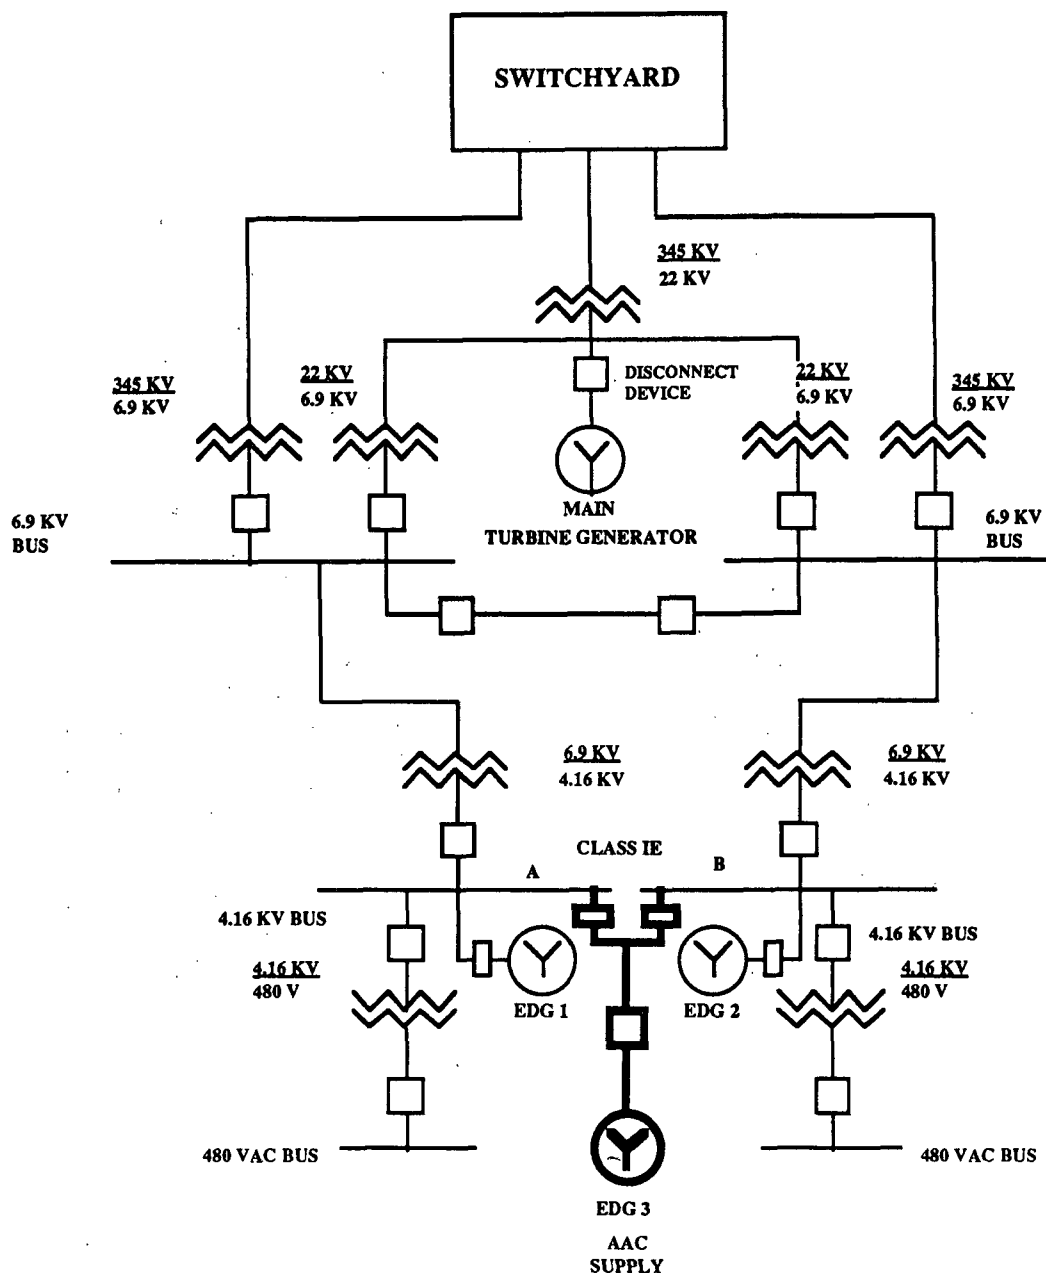 SWITCHYARD
345 KV
22 KV
DISCONNECT
DEVICE
345 KV
6.9 KV
22 KV
6.9 KV
22 KV
6.9 KV
345 KV
6.9 KV
MAIN
TURBINE GENERATOR
6.9 KV
BUS
6.9 KV
BUS
6.9 KV
4.16 KV
6.9 KV
4.16 KV
CLASS IE
A
B
4.16 KV BUS
4.16 KV BUS
4.16 KV
480 V
4.16 KV
480 V
EDG 1
EDG 2
480 VAC BUS
480 VAC BUS
EDG 3
AAC
SUPPLY